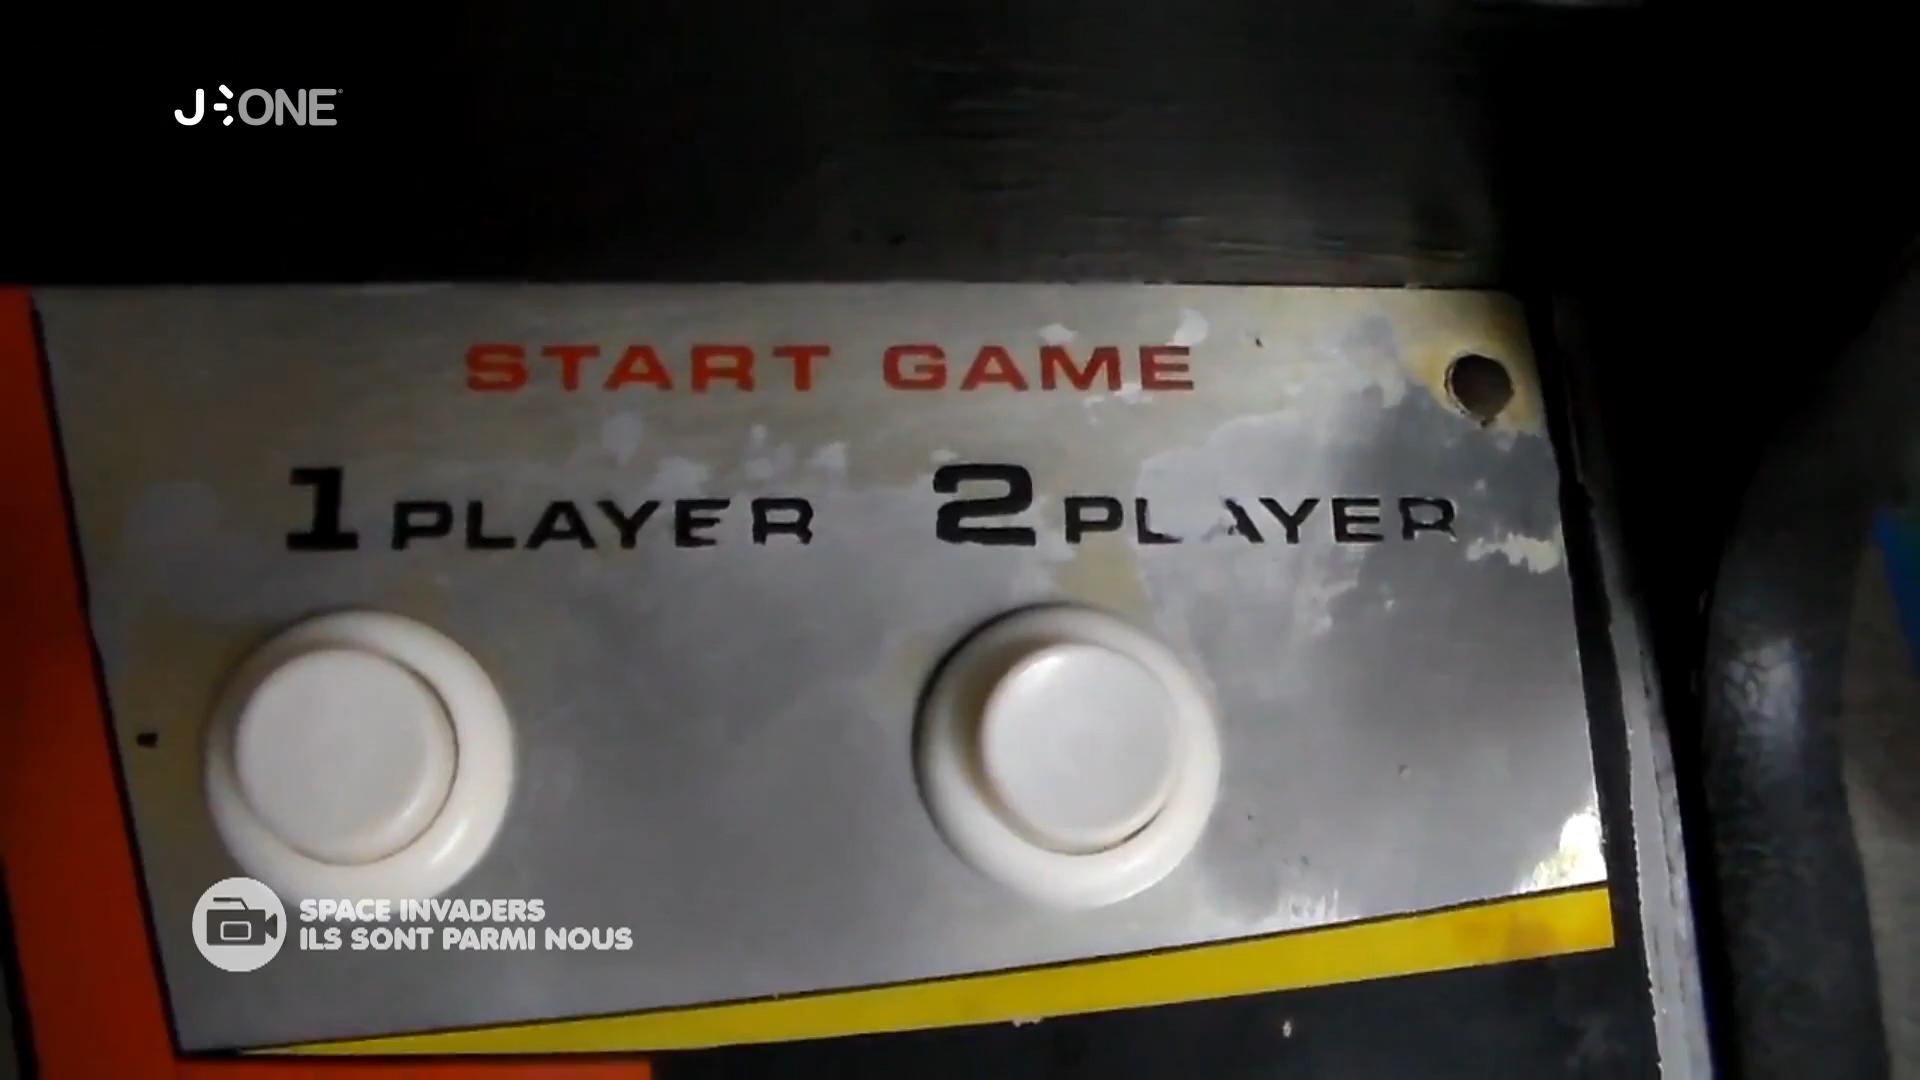 J:ONE
START GAME
1 PLAYER 2 PLAYER
SPACE INVADERS
ILS SONT PARMI NOUS